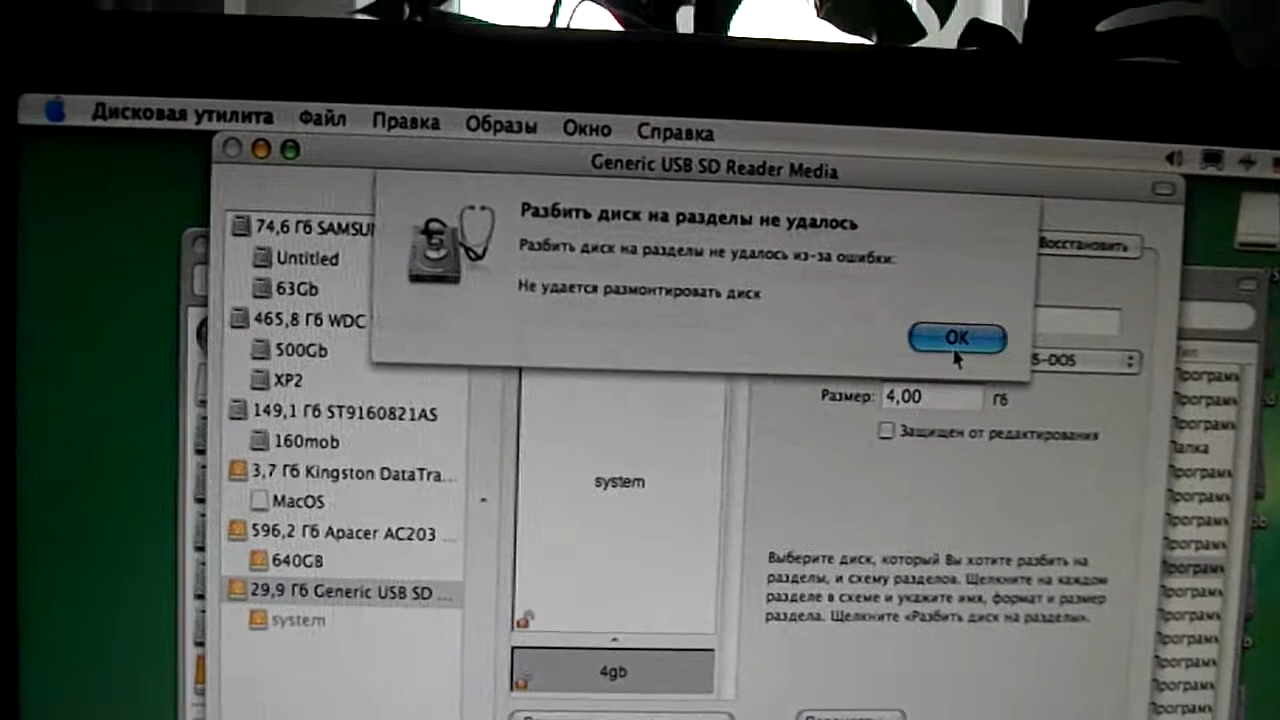 Дисковая утилита Файл Правка Образы Окно Справка
Generic USB SD Reader Media
Разбить диск на разделы не удалось
Разбить диск на разделы не удалось из-за ошибки:
Не удается размонтировать диск
OK
74,6 Гб SAMSU
Untitled
63Gb
465,8 Гб WDC
500Gb
XP2
149,1 Гб ST9160821AS
160mob
3,7 Гб Kingston DataTra...
MacOS
596,2 Гб Apacer AC203 ...
640GB
29,9 Гб Generic USB SD ...
system
system
4gb
Восстановить
S-DOS
Размер: 4,00 Гб
Защищен от редактирования
Выберите диск, который Вы хотите разбить на
разделы, и схему разделов. Щелкните на каждом
разделе в схеме и укажите имя, формат и размер
раздела. Щелкните «Разбить диск на разделы».